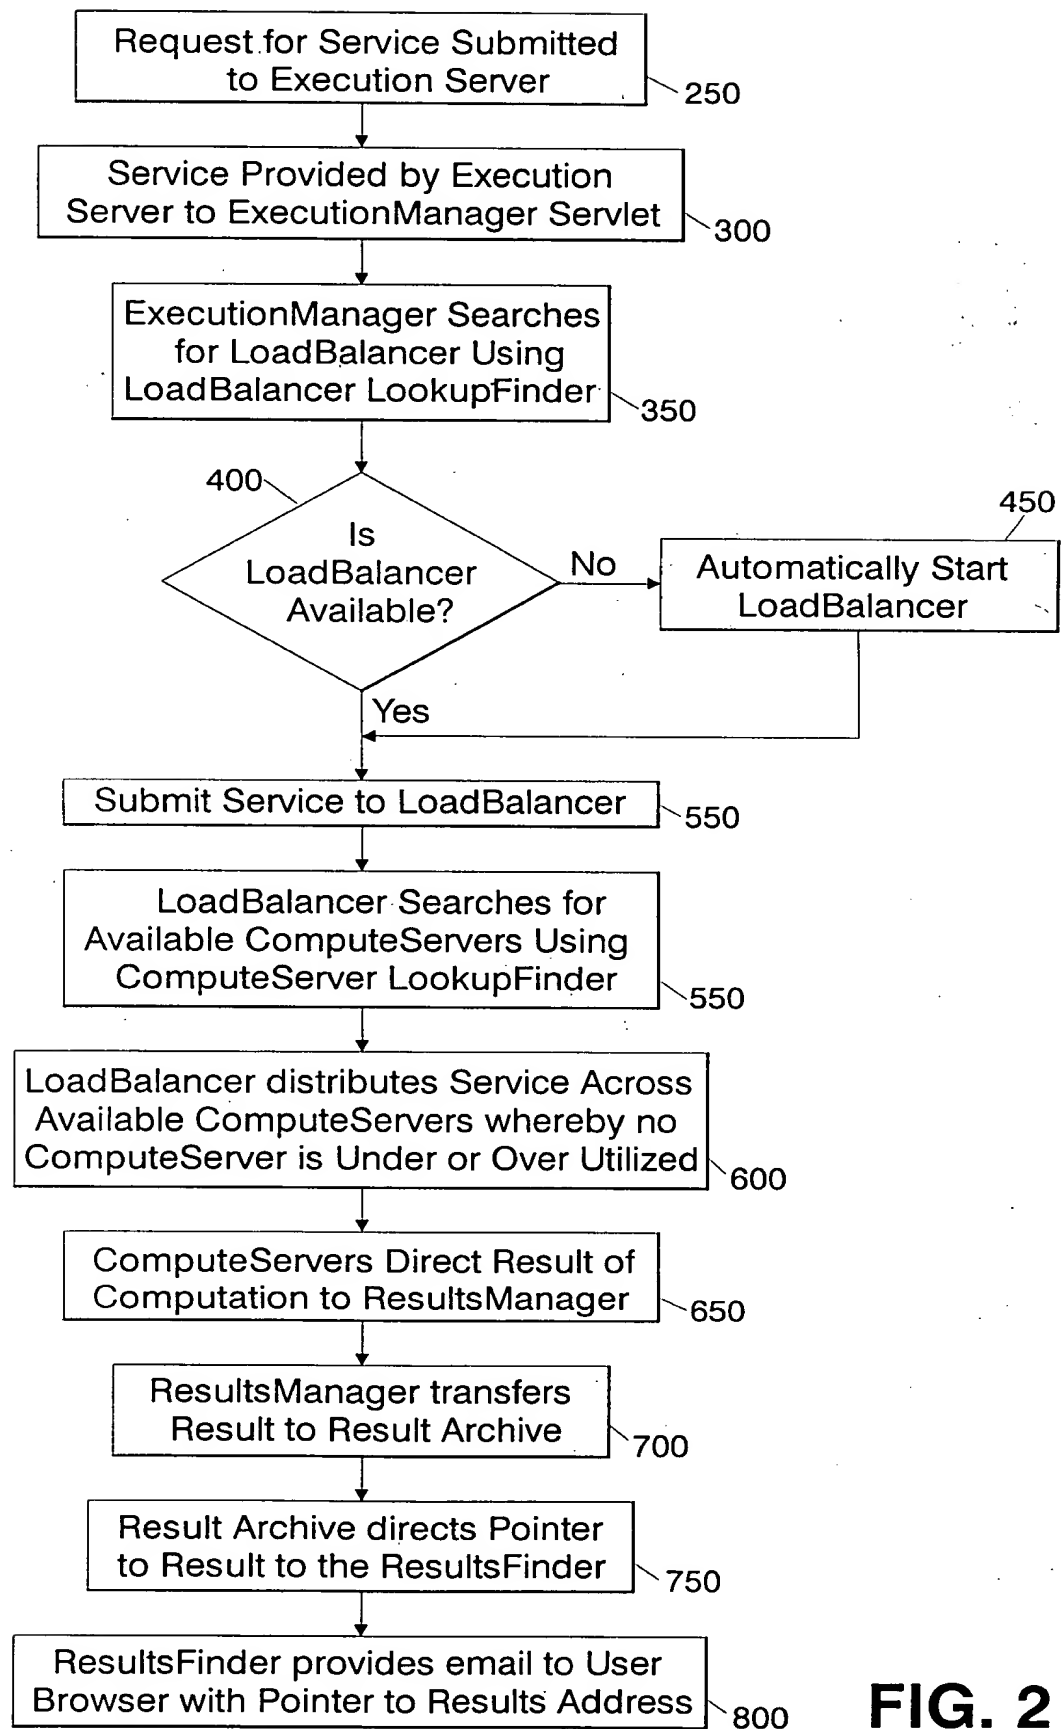 Request for Service Submitted
to Execution Server
250
Service Provided by Execution
Server to ExecutionManager Servlet
300
ExecutionManager Searches
for LoadBalancer Using
LoadBalancer LookupFinder
350
400
Is
LoadBalancer
Available?
No
450
Automatically Start
LoadBalancer
Yes
Submit Service to LoadBalancer
550
LoadBalancer Searches for
Available ComputeServers Using
ComputeServer LookupFinder
550
LoadBalancer distributes Service Across
Available ComputeServers whereby no
ComputeServer is Under or Over Utilized
600
ComputeServers Direct Result of
Computation to ResultsManager
650
ResultsManager transfers
Result to Result Archive
700
Result Archive directs Pointer
to Result to the ResultsFinder
750
ResultsFinder provides email to User
Browser with Pointer to Results Address
800
FIG. 2